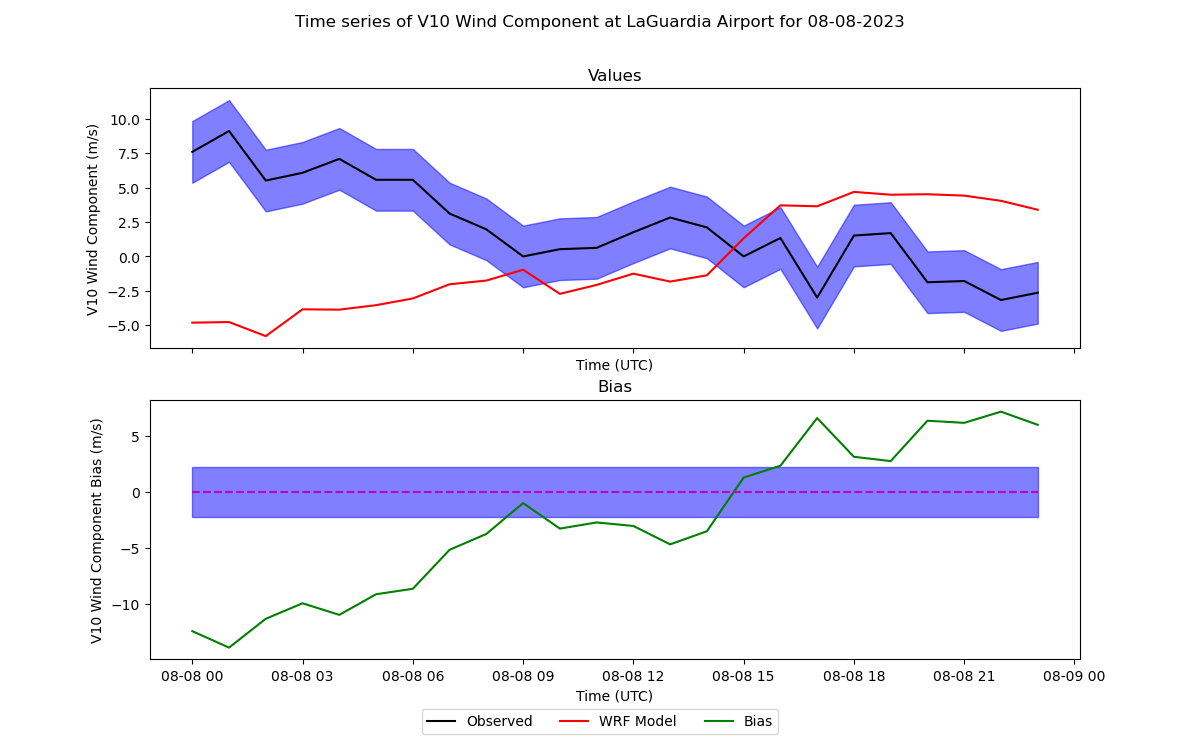 Time series of V10 Wind Component at LaGuardia Airport for 08-08-2023
Values
V10 Wind Component (m/s)
10.0
7.5
5.0
2.5
0.0
−2.5
−5.0
Time (UTC)
Bias
V10 Wind Component Bias (m/s)
5
0
−5
−10
08-08 00 08-08 03 08-08 06 08-08 09 08-08 12 08-08 15 08-08 18 08-08 21 08-09 00
Time (UTC)
Observed WRF Model Bias